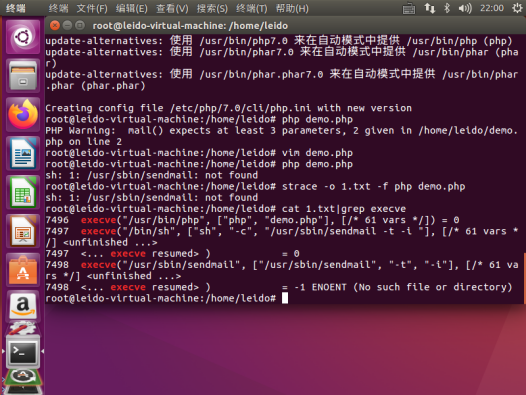 终端 终端 文件(F) 编辑(E) 查看(V) 搜索(S) 终端(T) 帮助(H) 22:00
root@leido-virtual-machine: /home/leido
update-alternatives: 使用 /usr/bin/php7.0 来在自动模式中提供 /usr/bin/php (php)
update-alternatives: 使用 /usr/bin/phar7.0 来在自动模式中提供 /usr/bin/phar (pha
r)
update-alternatives: 使用 /usr/bin/phar.phar7.0 来在自动模式中提供 /usr/bin/phar
.phar (phar.phar)
Creating config file /etc/php/7.0/cli/php.ini with new version
root@leido-virtual-machine:/home/leido# php demo.php
PHP Warning:  mail() expects at least 3 parameters, 2 given in /home/leido/demo.
php on line 2
root@leido-virtual-machine:/home/leido# vim demo.php
root@leido-virtual-machine:/home/leido# php demo.php
sh: 1: /usr/sbin/sendmail: not found
root@leido-virtual-machine:/home/leido# strace -o 1.txt -f php demo.php
sh: 1: /usr/sbin/sendmail: not found
root@leido-virtual-machine:/home/leido# cat 1.txt|grep execve
7496  execve("/usr/bin/php", ["php", "demo.php"], [/* 61 vars */]) = 0
7497  execve("/bin/sh", ["sh", "-c", "/usr/sbin/sendmail -t -i "], [/* 61 vars *
/] <unfinished ...>
7497  <... execve resumed> )            = 0
7498  execve("/usr/sbin/sendmail", ["/usr/sbin/sendmail", "-t", "-i"], [/* 61 va
rs */] <unfinished ...>
7498  <... execve resumed> )            = -1 ENOENT (No such file or directory)
root@leido-virtual-machine:/home/leido#